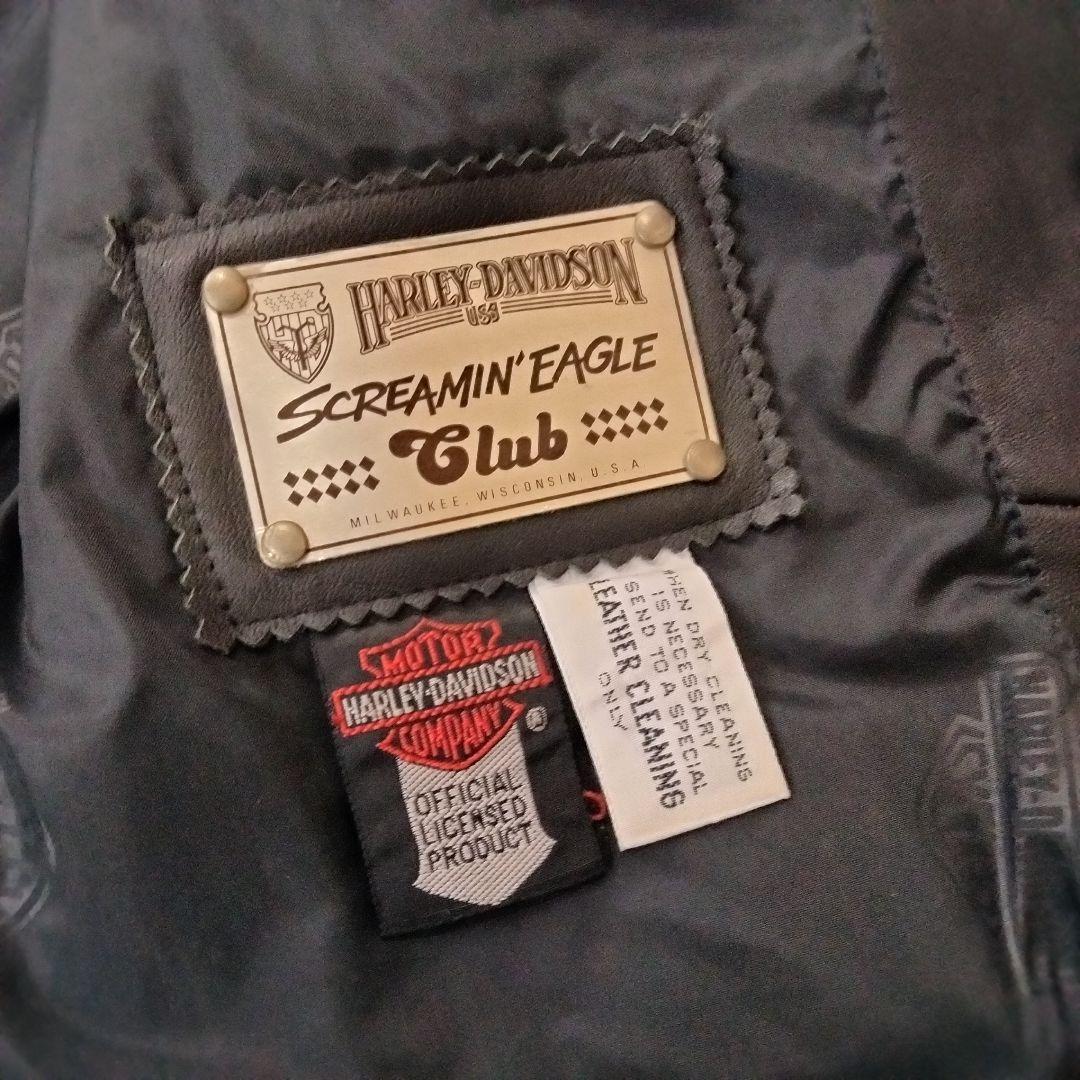 HARLEY-DAVIDSON
USA
SCREAMIN' EAGLE
Club
MILWAUKEE, WISCONSIN, U.S.A.
MOTOR
HARLEY-DAVIDSON
COMPANY
®
OFFICIAL
LICENSED
PRODUCT
WHEN DRY CLEANING
IS NECESSARY
SEND TO A SPECIAL
LEATHER CLEANING
ONLY